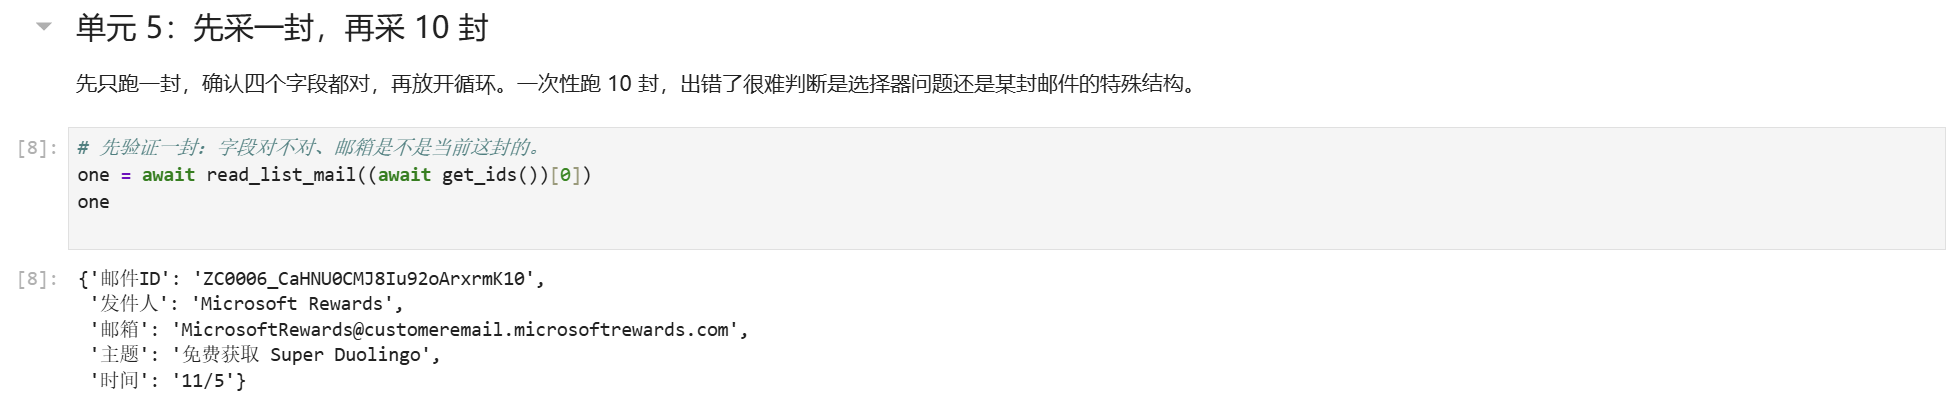 单元 5：先采一封，再采 10 封
先只跑一封，确认四个字段都对，再放开循环。一次性跑 10 封，出错了很难判断是选择器问题还是某封邮件的特殊结构。
[8]: # 先验证一封：字段对不对、邮箱是不是当前这封的。
one = await read_list_mail((await get_ids())[0])
one
[8]: {'邮件ID': 'ZC0006_CaHNU0CMJ8Iu92oArxrmK10',
'发件人': 'Microsoft Rewards',
'邮箱': 'MicrosoftRewards@customeremail.microsoftrewards.com',
'主题': '免费获取 Super Duolingo',
'时间': '11/5'}